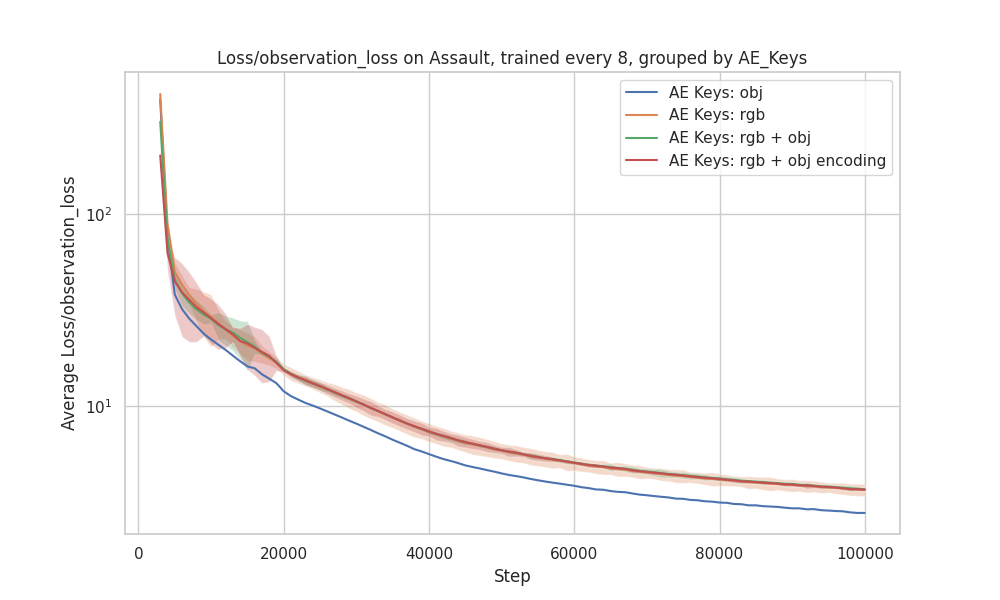 Loss/observation_loss on Assault, trained every 8, grouped by AE_Keys
AE Keys: obj
AE Keys: rgb
AE Keys: rgb + obj
AE Keys: rgb + obj encoding
Average Loss/observation_loss
10²
10¹
0
20000
40000
60000
80000
100000
Step